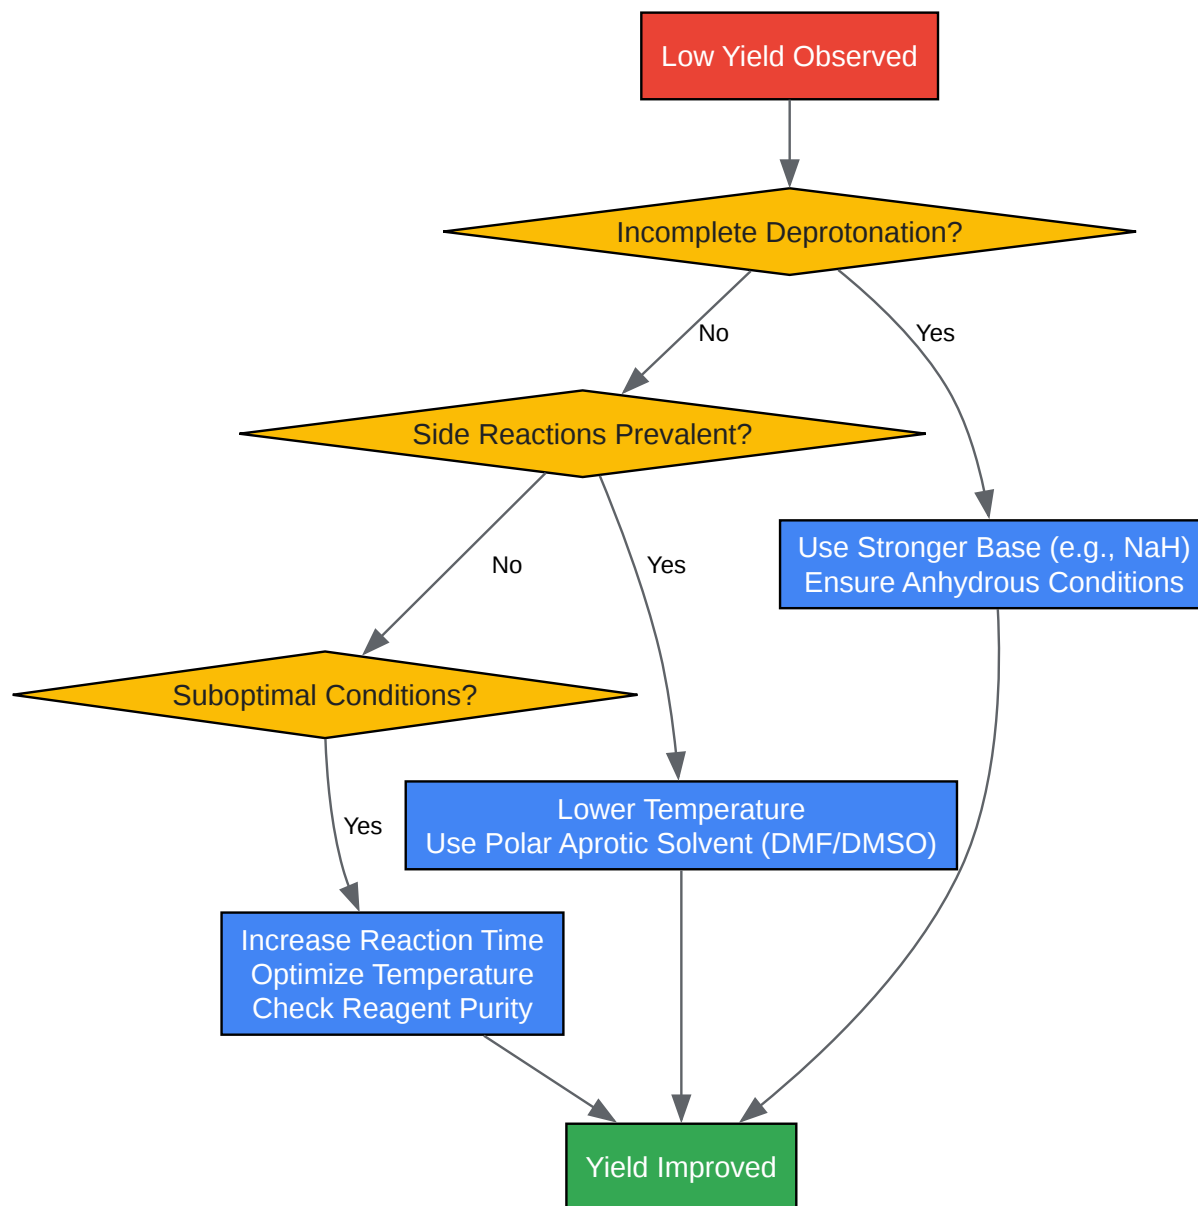 Low Yield Observed
Incomplete Deprotonation?
No
Yes
Side Reactions Prevalent?
Use Stronger Base (e.g., NaH)
Ensure Anhydrous Conditions
No
Yes
Suboptimal Conditions?
Lower Temperature
Use Polar Aprotic Solvent (DMF/DMSO)
Yes
Increase Reaction Time
Optimize Temperature
Check Reagent Purity
Yield Improved